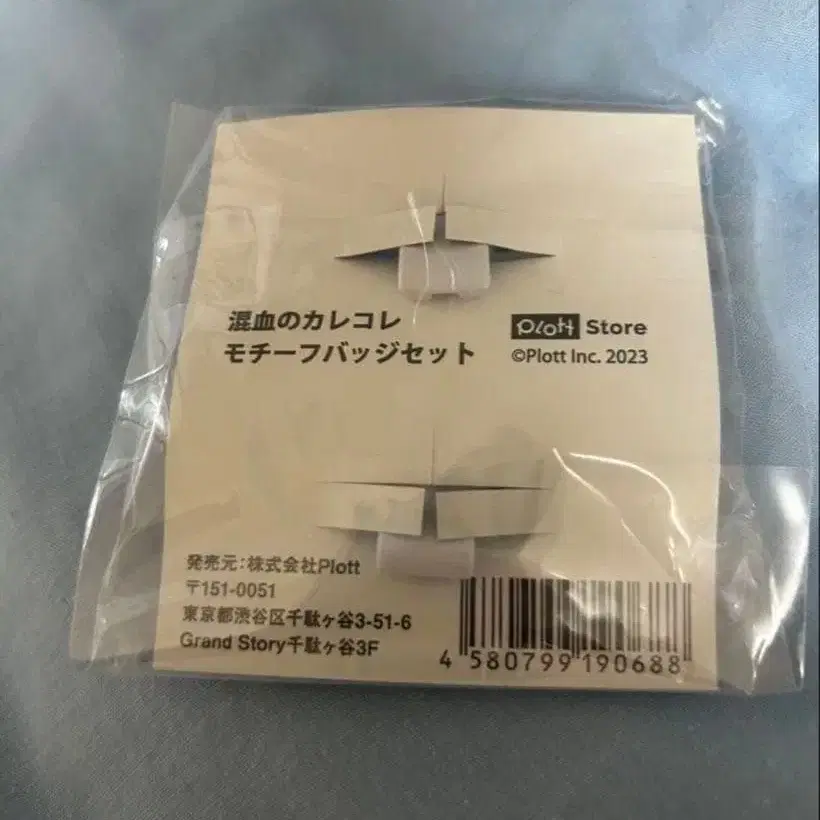 混血のカレコレ
モチーフバッジセット
Plott Store
©Plott Inc. 2023
発売元:株式会社Plott
〒151-0051
東京都渋谷区千駄ヶ谷3-51-6
Grand Story千駄ヶ谷3F
4 580799 190688